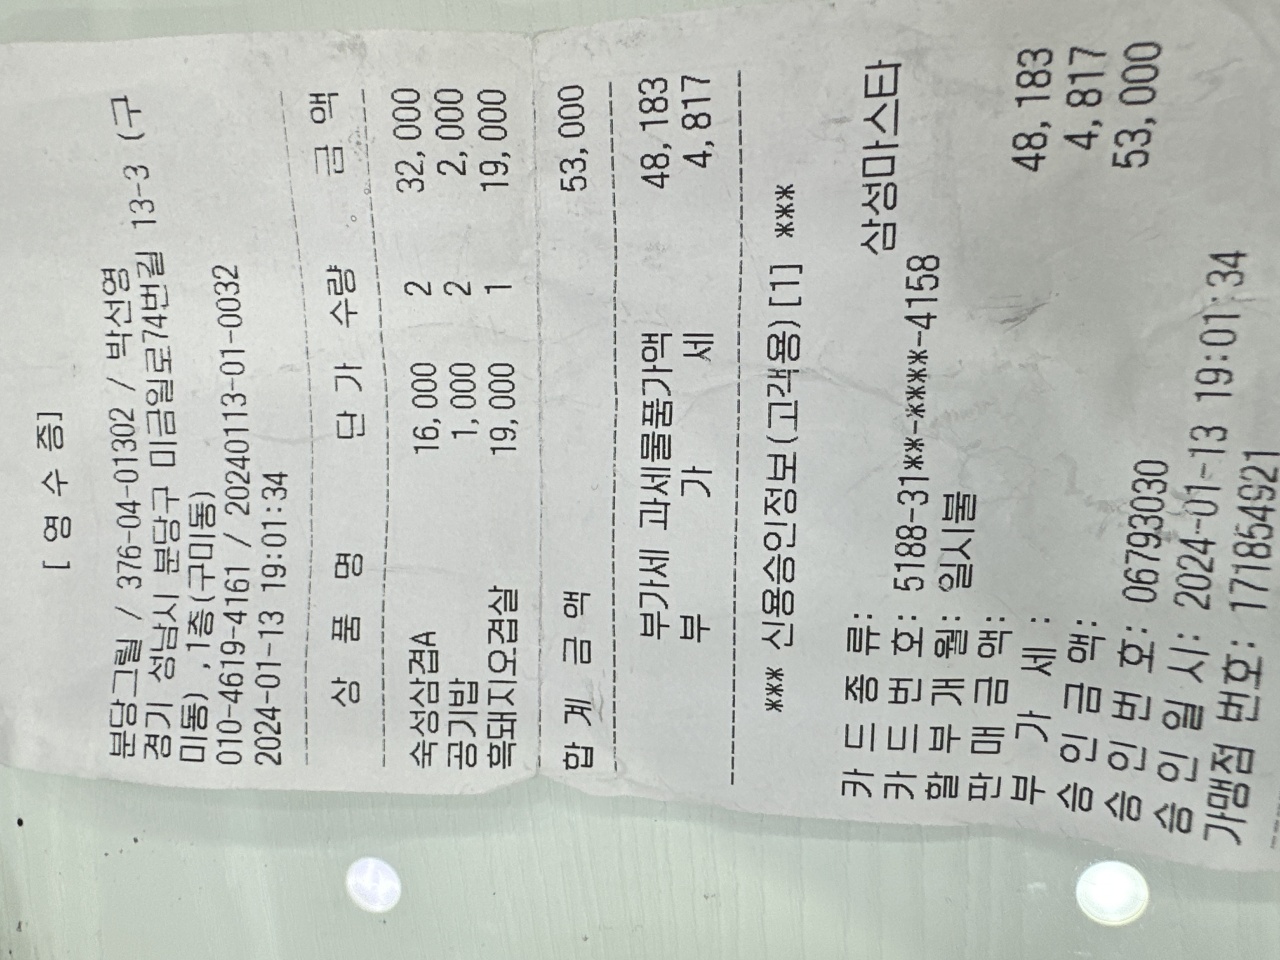 [ 영 수 증]
분당그릴 / 376-04-01302 / 박선영
경기 성남시 분당구 미금일로74번길 13-3 (구
미동) ,1층(구미동)
010-4619-4161 / 20240113-01-0032
2024-01-13 19:01:34
상 품 명 단 가 수량 금 액
숙성삼겹A 16,000 2 32,000
공기밥 1,000 2 2,000
흑돼지오겹살 19,000 1 19,000
합 계 금 액 53,000
부가세 과세물품가액 48,183
부 가 세 4,817
*** 신용승인정보(고객용)[1] ***
카 드 종 류: 삼성마스타
카 드 번 호: 5188-31**-****-4158
할 부 개 월: 일시불
판 매 금 액: 48,183
부 가 세 : 4,817
승 인 금 액: 53,000
승 인 번 호: 06793030
승 인 일 시: 2024-01-13 19:01:34
가맹점 번호: 171854921